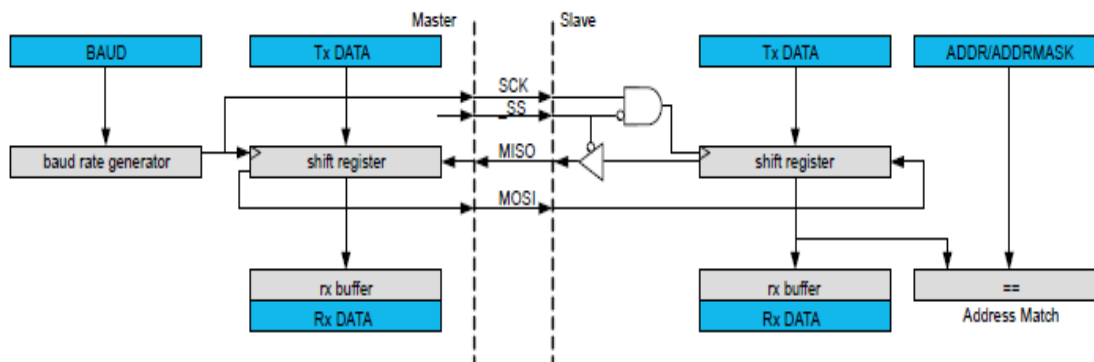 Master
Slave
BAUD
Tx DATA
Tx DATA
ADDR/ADDRMASK
SCK
_SS
baud rate generator
shift register
MISO
shift register
MOSI
rx buffer
rx buffer
==
Rx DATA
Rx DATA
Address Match